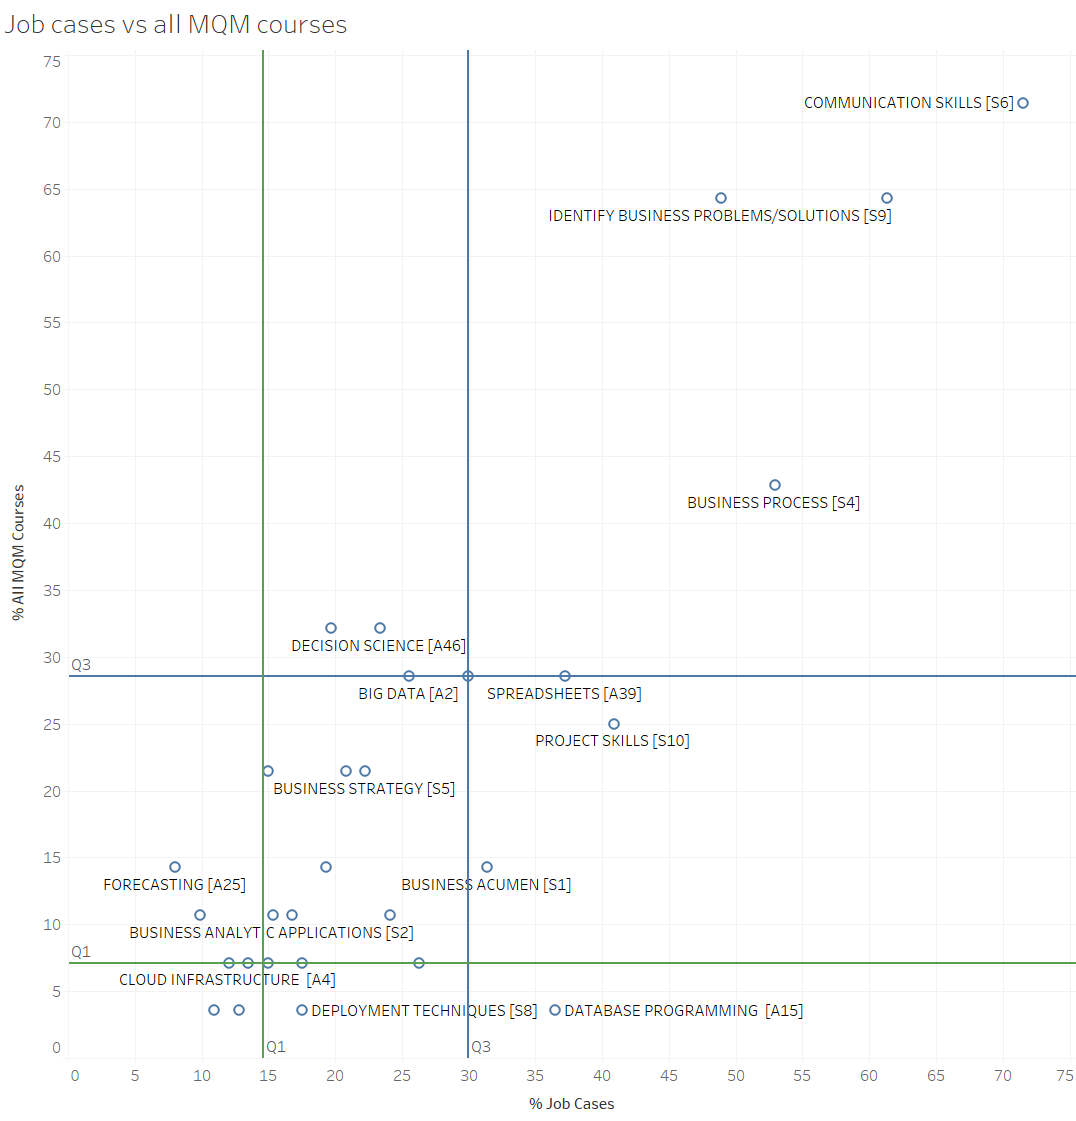 Job cases vs all MQM courses
75
COMMUNICATION SKILLS [S6]
70
65
IDENTIFY BUSINESS PROBLEMS/SOLUTIONS [S9]
60
55
50
45
BUSINESS PROCESS [S4]
40
% All MQM Courses
35
DECISION SCIENCE [A46]
30
Q3
BIG DATA [A2]
SPREADSHEETS [A39]
25
PROJECT SKILLS [S10]
20
BUSINESS STRATEGY [S5]
15
FORECASTING [A25]
BUSINESS ACUMEN [S1]
10
BUSINESS ANALYTIC APPLICATIONS [S2]
Q1
CLOUD INFRASTRUCTURE [A4]
5
DEPLOYMENT TECHNIQUES [S8]
DATABASE PROGRAMMING [A15]
0
Q1
Q3
0 5 10 15 20 25 30 35 40 45 50 55 60 65 70 75
% Job Cases